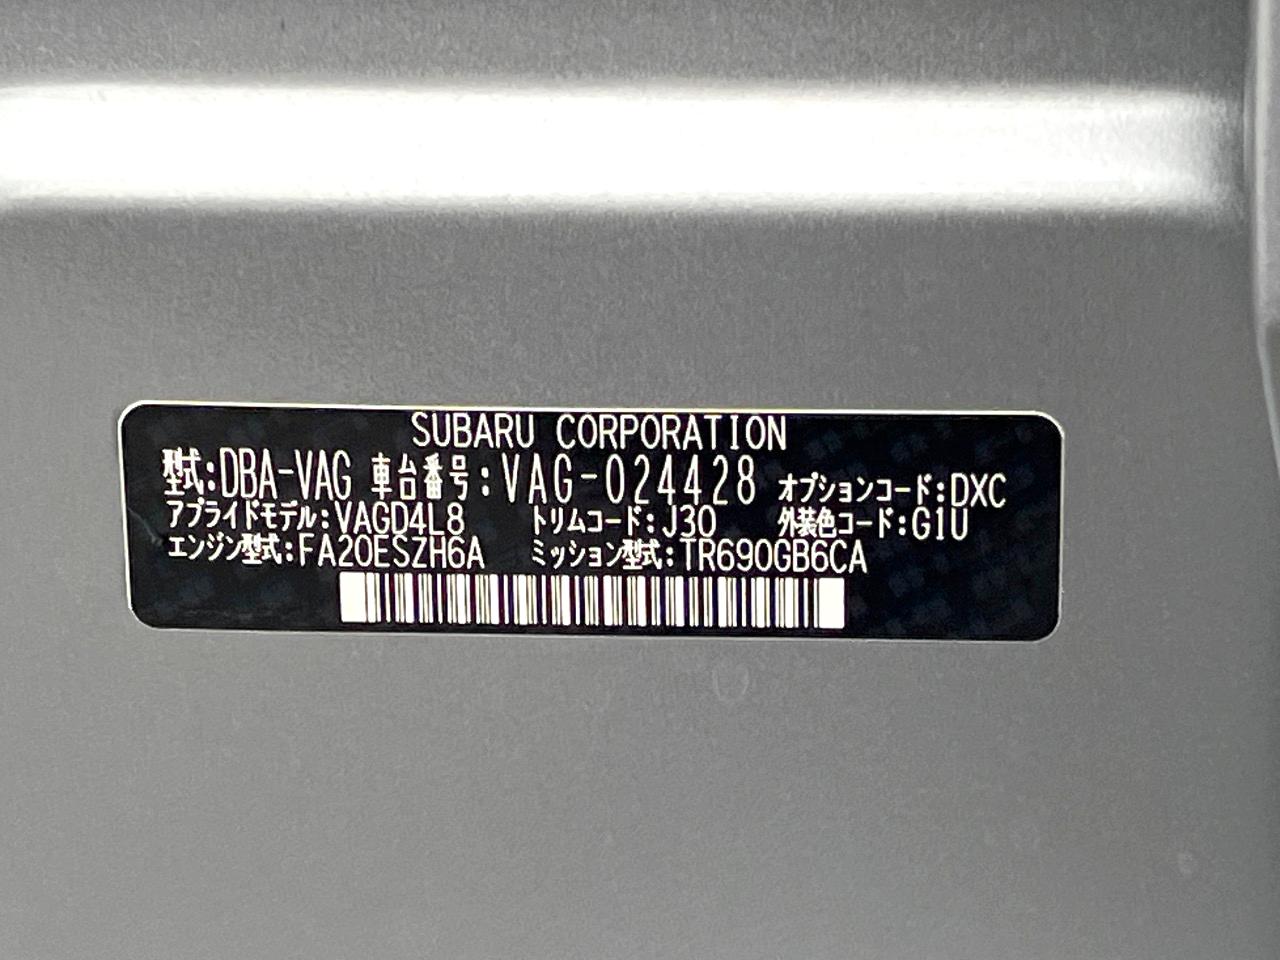 SUBARU CORPORATION
型式:DBA-VAG 車台番号:VAG-024428 オプションコード:DXC
アプライドモデル:VAGD4L8 トリムコード:J30 外装色コード:G1U
エンジン型式:FA20ESZH6A ミッション型式:TR690GB6CA